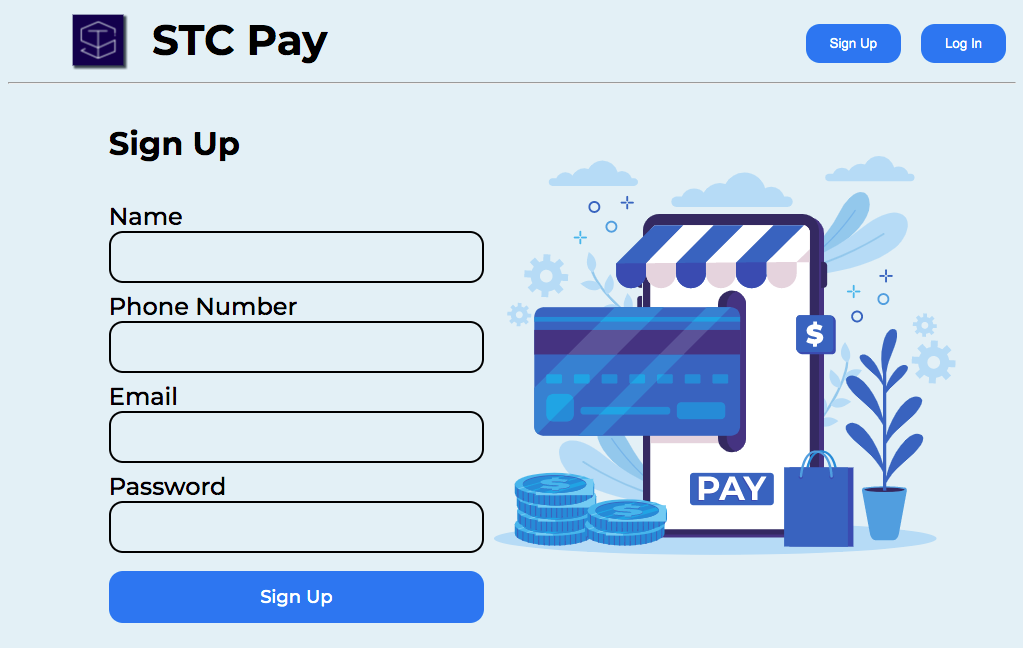 STC Pay
Sign Up
Log In
Sign Up
Name
Phone Number
Email
Password
Sign Up
$
PAY
$
$